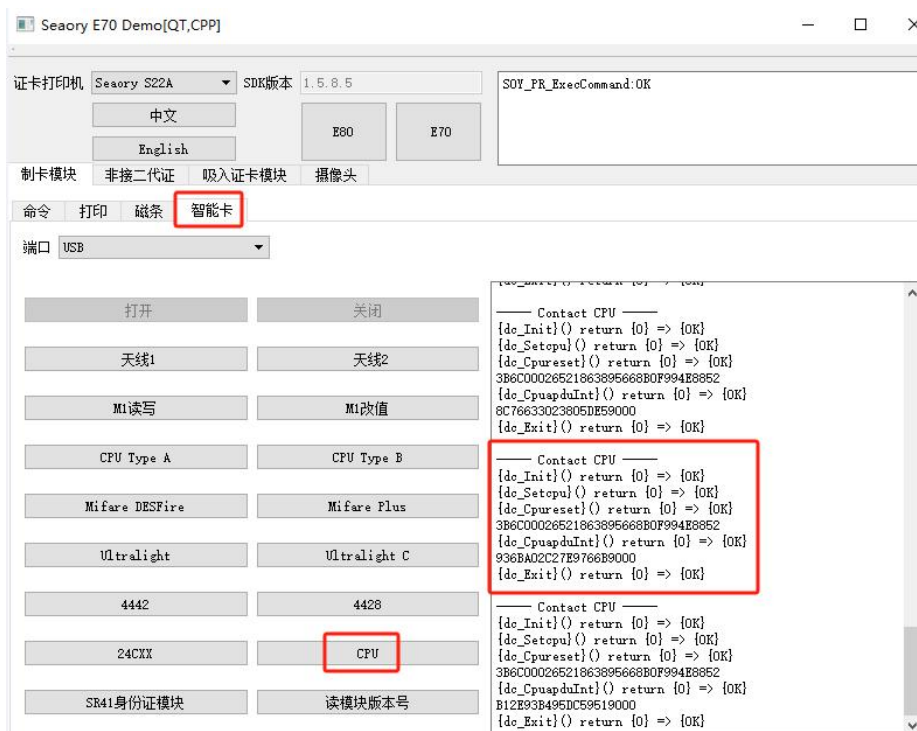 Seaory E70 Demo[QT,CPP]
证卡打印机 Seaory S22A SDK版本 1.5.8.5
SOY_PR_ExecCommand:OK
中文
English
E80
E70
制卡模块 非接二代证 吸入证卡模块 摄像头
命令 打印 磁条 智能卡
端口 USB
打开 关闭
天线1 天线2
M1读写 M1改值
CPU Type A CPU Type B
Mifare DESFire Mifare Plus
Ultralight Ultralight C
4442 4428
24CXX CPU
SR41身份证模块 读模块版本号
{dc_Exit}() return {0} => {OK}
—— Contact CPU ——
{dc_Init}() return {0} => {OK}
{dc_Setcpu}() return {0} => {OK}
{dc_Cpureset}() return {0} => {OK}
3B6C00026521863895668B0F994E8852
{dc_CpuapduInt}() return {0} => {OK}
8C76633023805DE59000
{dc_Exit}() return {0} => {OK}
—— Contact CPU ——
{dc_Init}() return {0} => {OK}
{dc_Setcpu}() return {0} => {OK}
{dc_Cpureset}() return {0} => {OK}
3B6C00026521863895668B0F994E8852
{dc_CpuapduInt}() return {0} => {OK}
936BA02C27E9766B9000
{dc_Exit}() return {0} => {OK}
—— Contact CPU ——
{dc_Init}() return {0} => {OK}
{dc_Setcpu}() return {0} => {OK}
{dc_Cpureset}() return {0} => {OK}
3B6C00026521863895668B0F994E8852
{dc_CpuapduInt}() return {0} => {OK}
B12E93B495DC59519000
{dc_Exit}() return {0} => {OK}